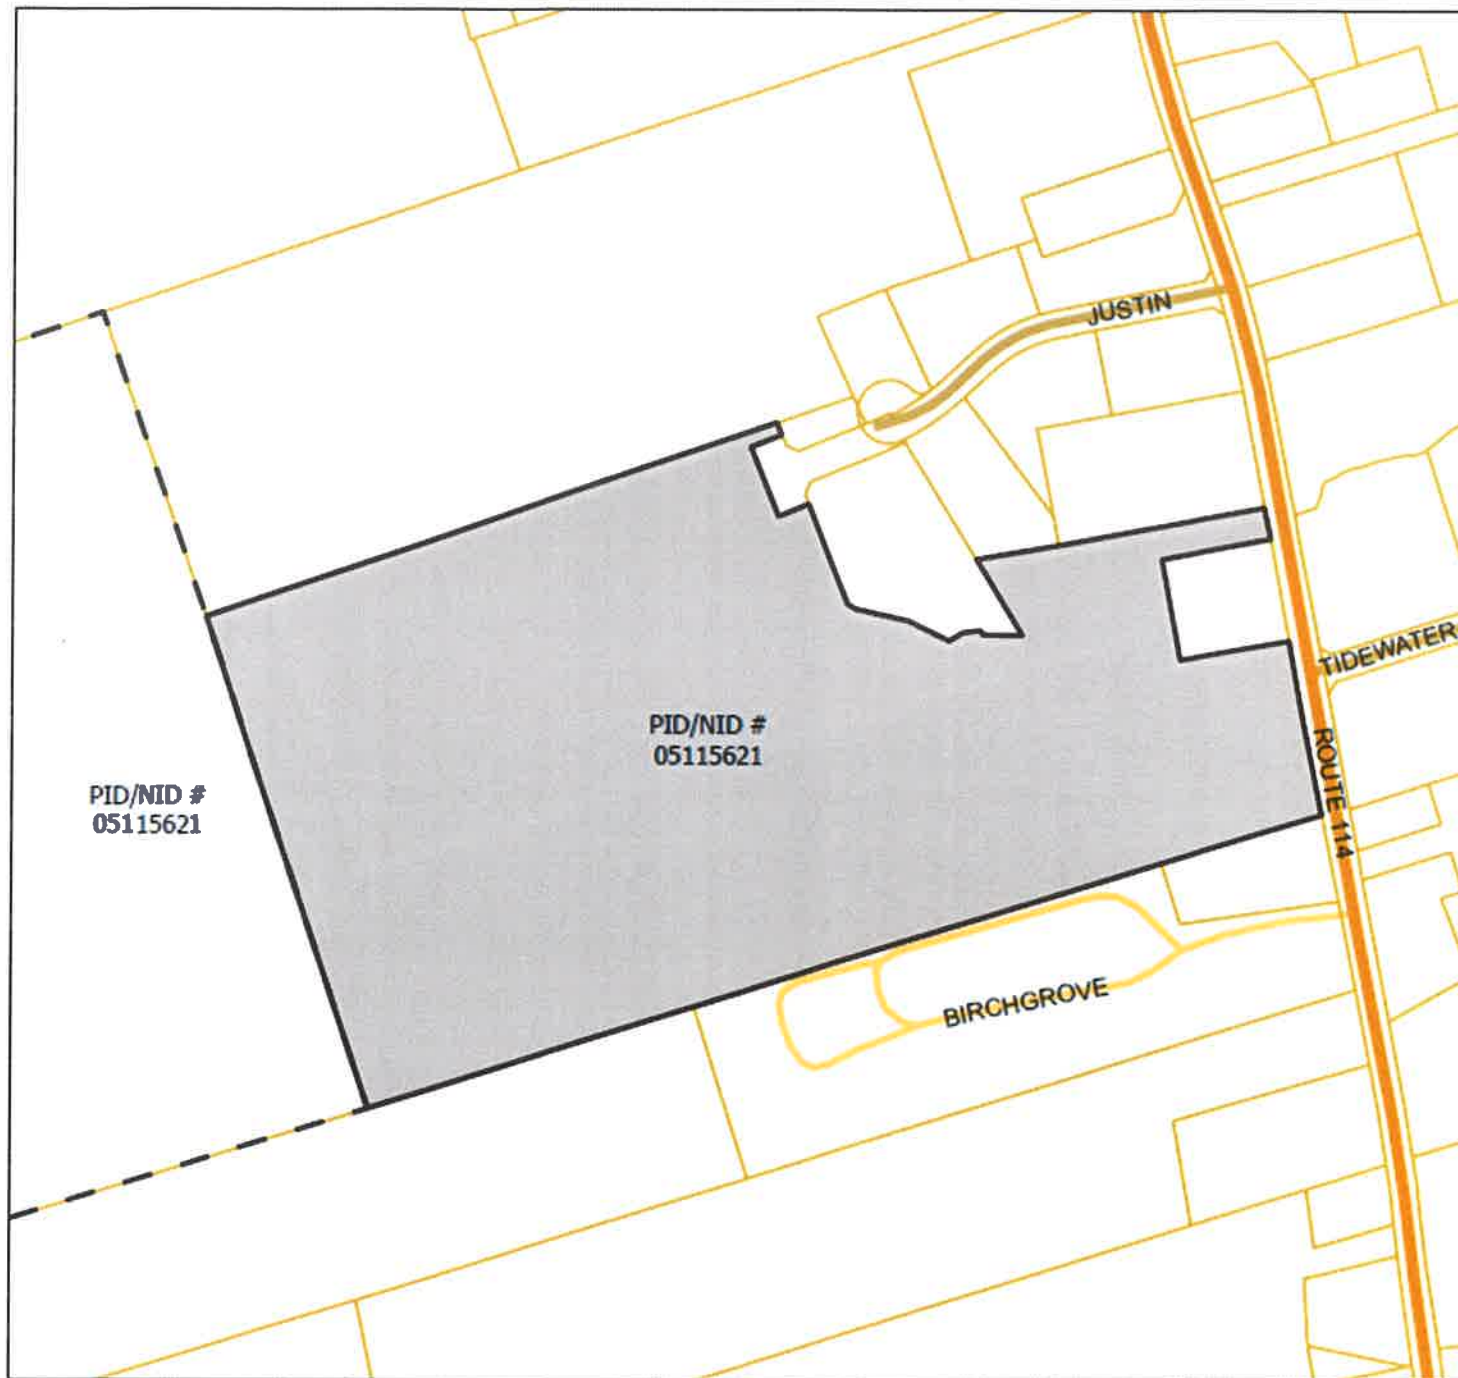 JUSTIN
TIDEWATER
PID/NID #
05115621
ROUTE 114
PID/NID #
05115621
BIRCHGROVE